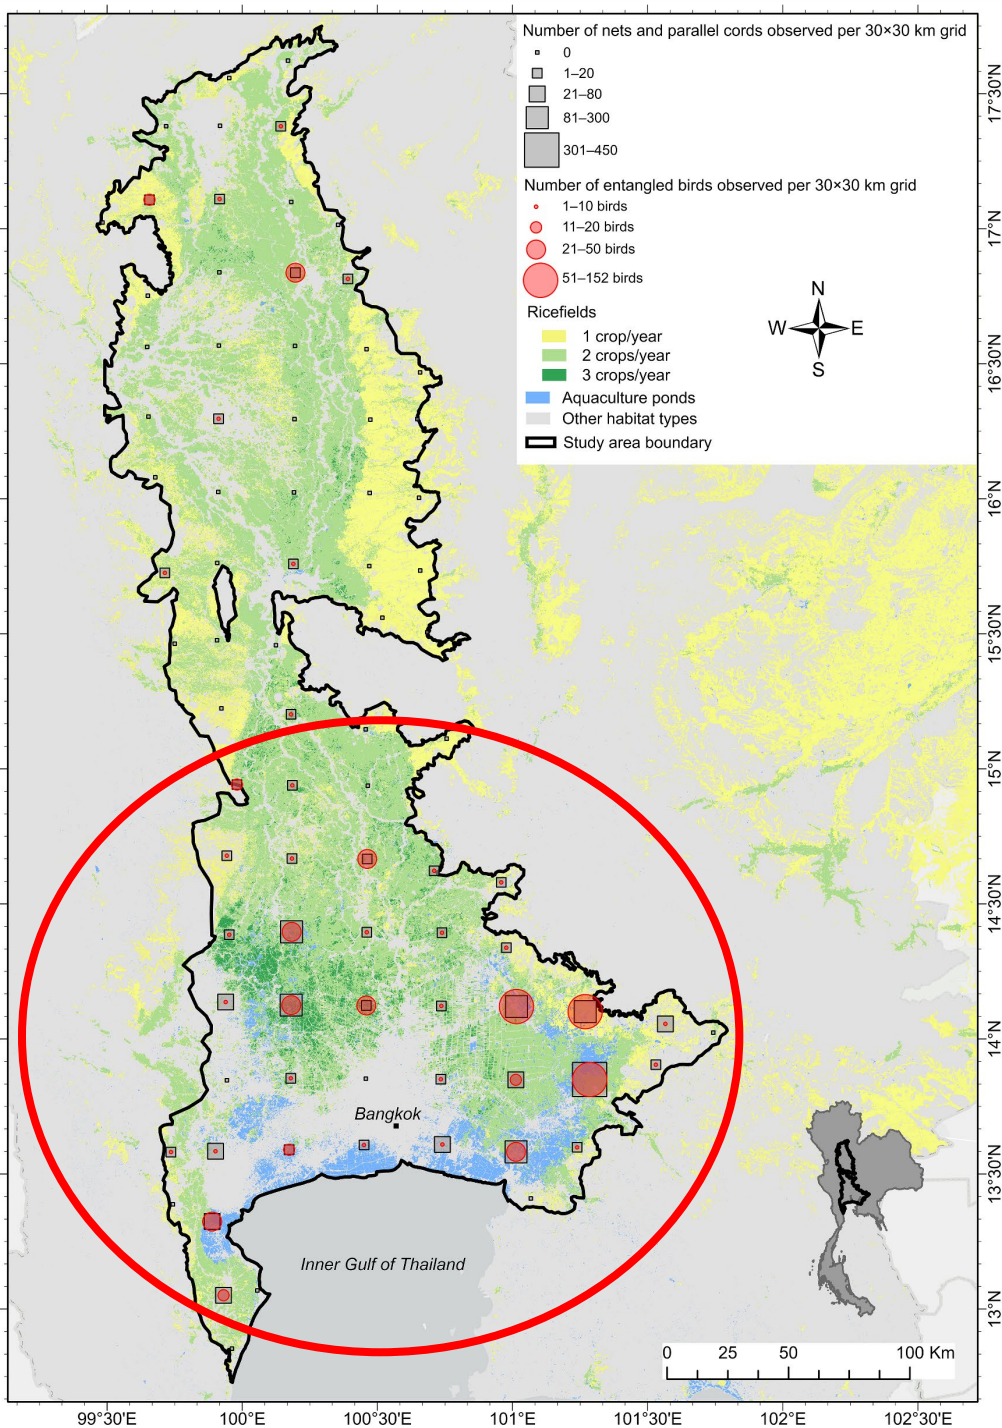 Number of nets and parallel cords observed per 30×30 km grid
0
1–20
21–80
81–300
301–450
Number of entangled birds observed per 30×30 km grid
1–10 birds
11–20 birds
21–50 birds
51–152 birds
Ricefields
1 crop/year
2 crops/year
3 crops/year
Aquaculture ponds
Other habitat types
Study area boundary
N
W
E
S
17°30'N
17°N
16°30'N
16°N
15°30'N
15°N
14°30'N
14°N
13°30'N
13°N
Bangkok
Inner Gulf of Thailand
0 25 50 100 Km
99°30'E 100°E 100°30'E 101°E 101°30'E 102°E 102°30'E